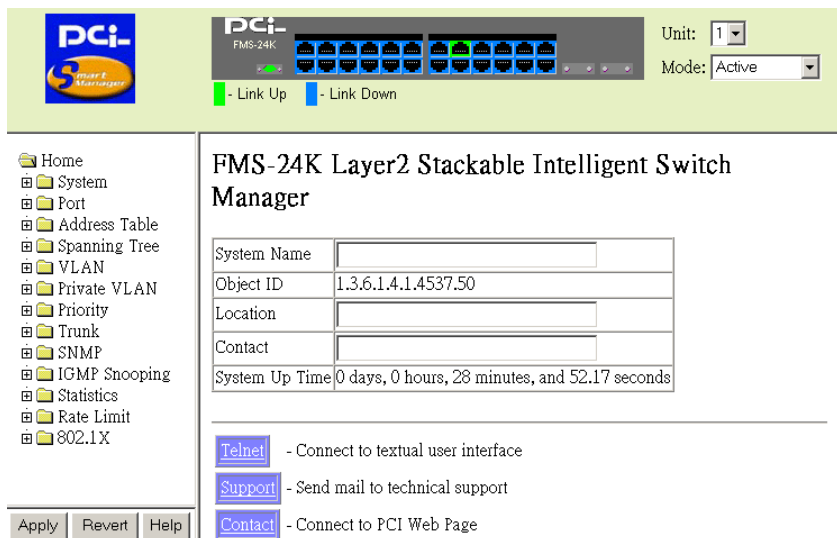 PCi-
Smart
Manager
PCi-
FMS-24K
Unit: 1
Mode: Active
- Link Up - Link Down
Home
System
Port
Address Table
Spanning Tree
VLAN
Private VLAN
Priority
Trunk
SNMP
IGMP Snooping
Statistics
Rate Limit
802.1X
Apply Revert Help
FMS-24K Layer2 Stackable Intelligent Switch
Manager
System Name
Object ID 1.3.6.1.4.1.4537.50
Location
Contact
System Up Time 0 days, 0 hours, 28 minutes, and 52.17 seconds
Telnet - Connect to textual user interface
Support - Send mail to technical support
Contact - Connect to PCI Web Page